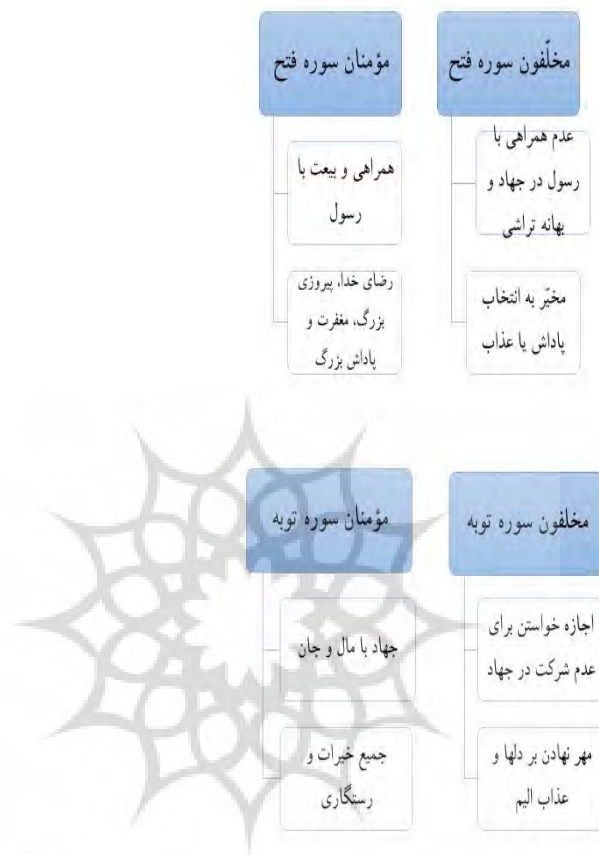 مخلّفون سوره فتح
عدم همراهی با
رسول در جهاد و
بهانه تراشی
مخیّر به انتخاب
پاداش یا عذاب
مؤمنان سوره فتح
همراهی و بیعت با
رسول
رضای خدا، پیروزی
بزرگ، مغفرت و
پاداش بزرگ
مخلفون سوره توبه
اجازه خواستن برای
عدم شرکت در جهاد
مهر نهادن بر دلها و
عذاب الیم
مؤمنان سوره توبه
جهاد با مال و جان
جمیع خیرات و
رستگاری